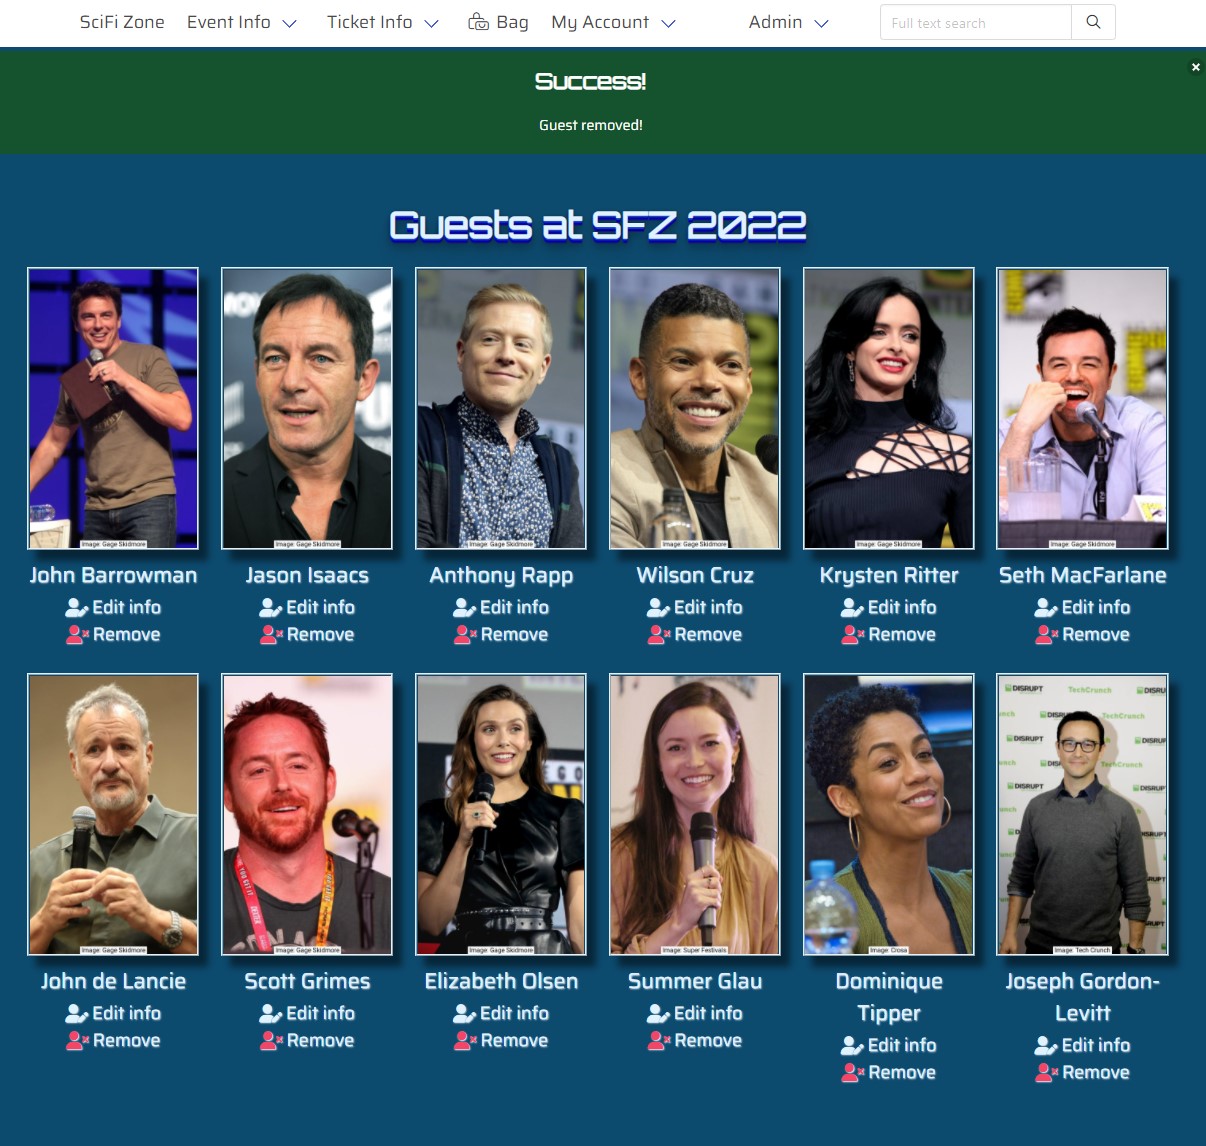 SciFi Zone Event Info Ticket Info Bag My Account Admin Full text search
Success!
Guest removed!
Guests at SFZ 2022
Image: Gage Skidmore Image: Gage Skidmore Image: Gage Skidmore Image: Gage Skidmore Image: Gage Skidmore Image: Gage Skidmore
John Barrowman Jason Isaacs Anthony Rapp Wilson Cruz Krysten Ritter Seth MacFarlane
Edit info Edit info Edit info Edit info Edit info Edit info
Remove Remove Remove Remove Remove Remove
DISRUPT TechCrunch
Image: Gage Skidmore Image: Gage Skidmore Image: Gage Skidmore Image: Super Festivals Image: Crosa Image: Tech Crunch
John de Lancie Scott Grimes Elizabeth Olsen Summer Glau Dominique Joseph Gordon-
Tipper Levitt
Edit info Edit info Edit info Edit info Edit info Edit info
Remove Remove Remove Remove Remove Remove